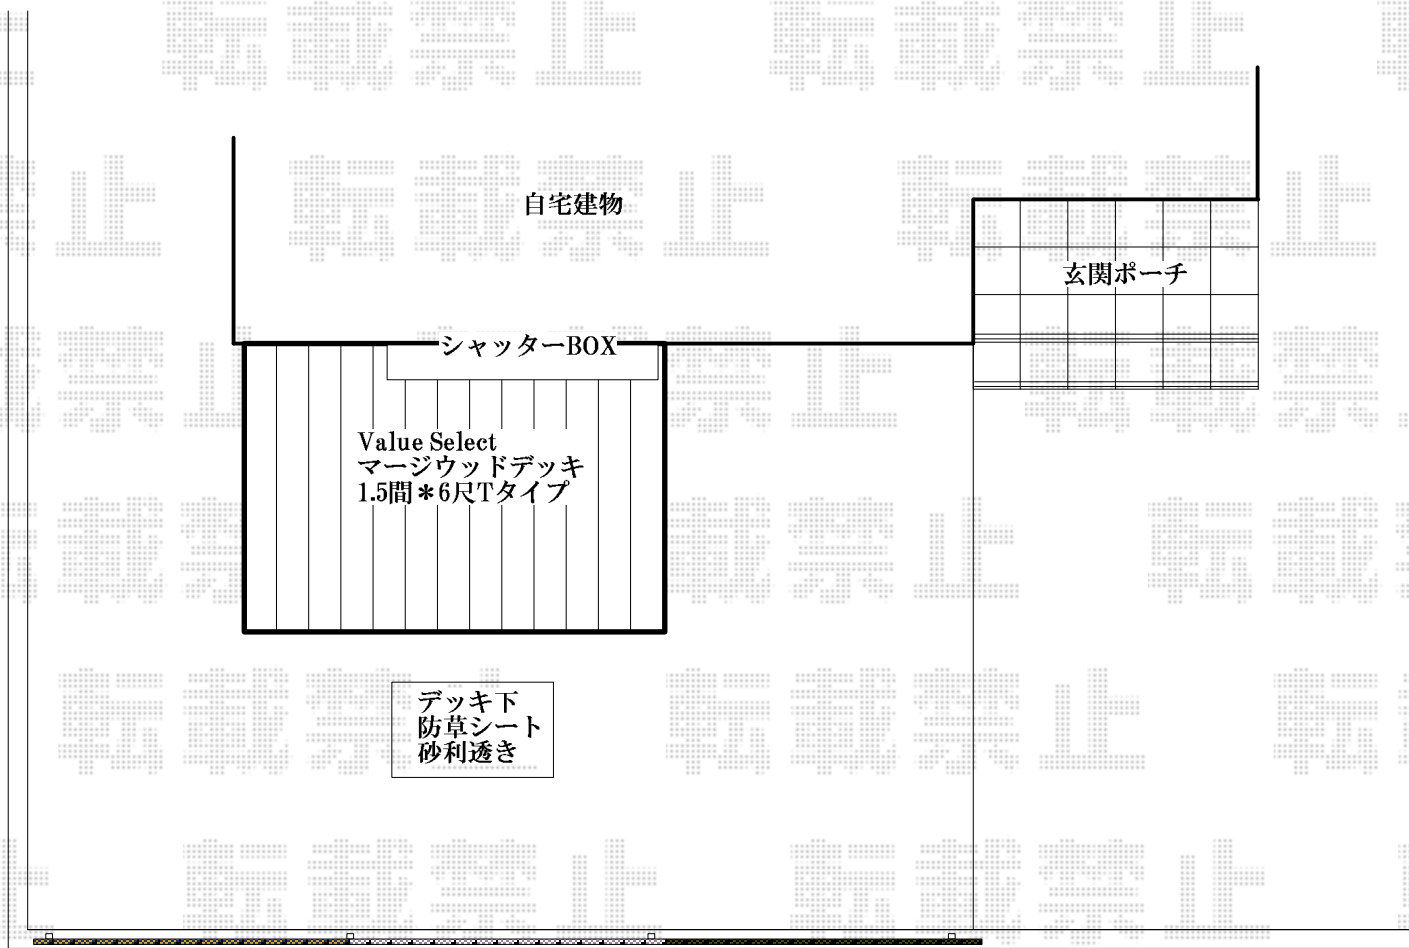 自宅建物
玄関ポーチ
シャッターBOX
Value Select
マージウッドデッキ
1.5間＊6尺Tタイプ
デッキ下
防草シート
砂利透き
転載禁止